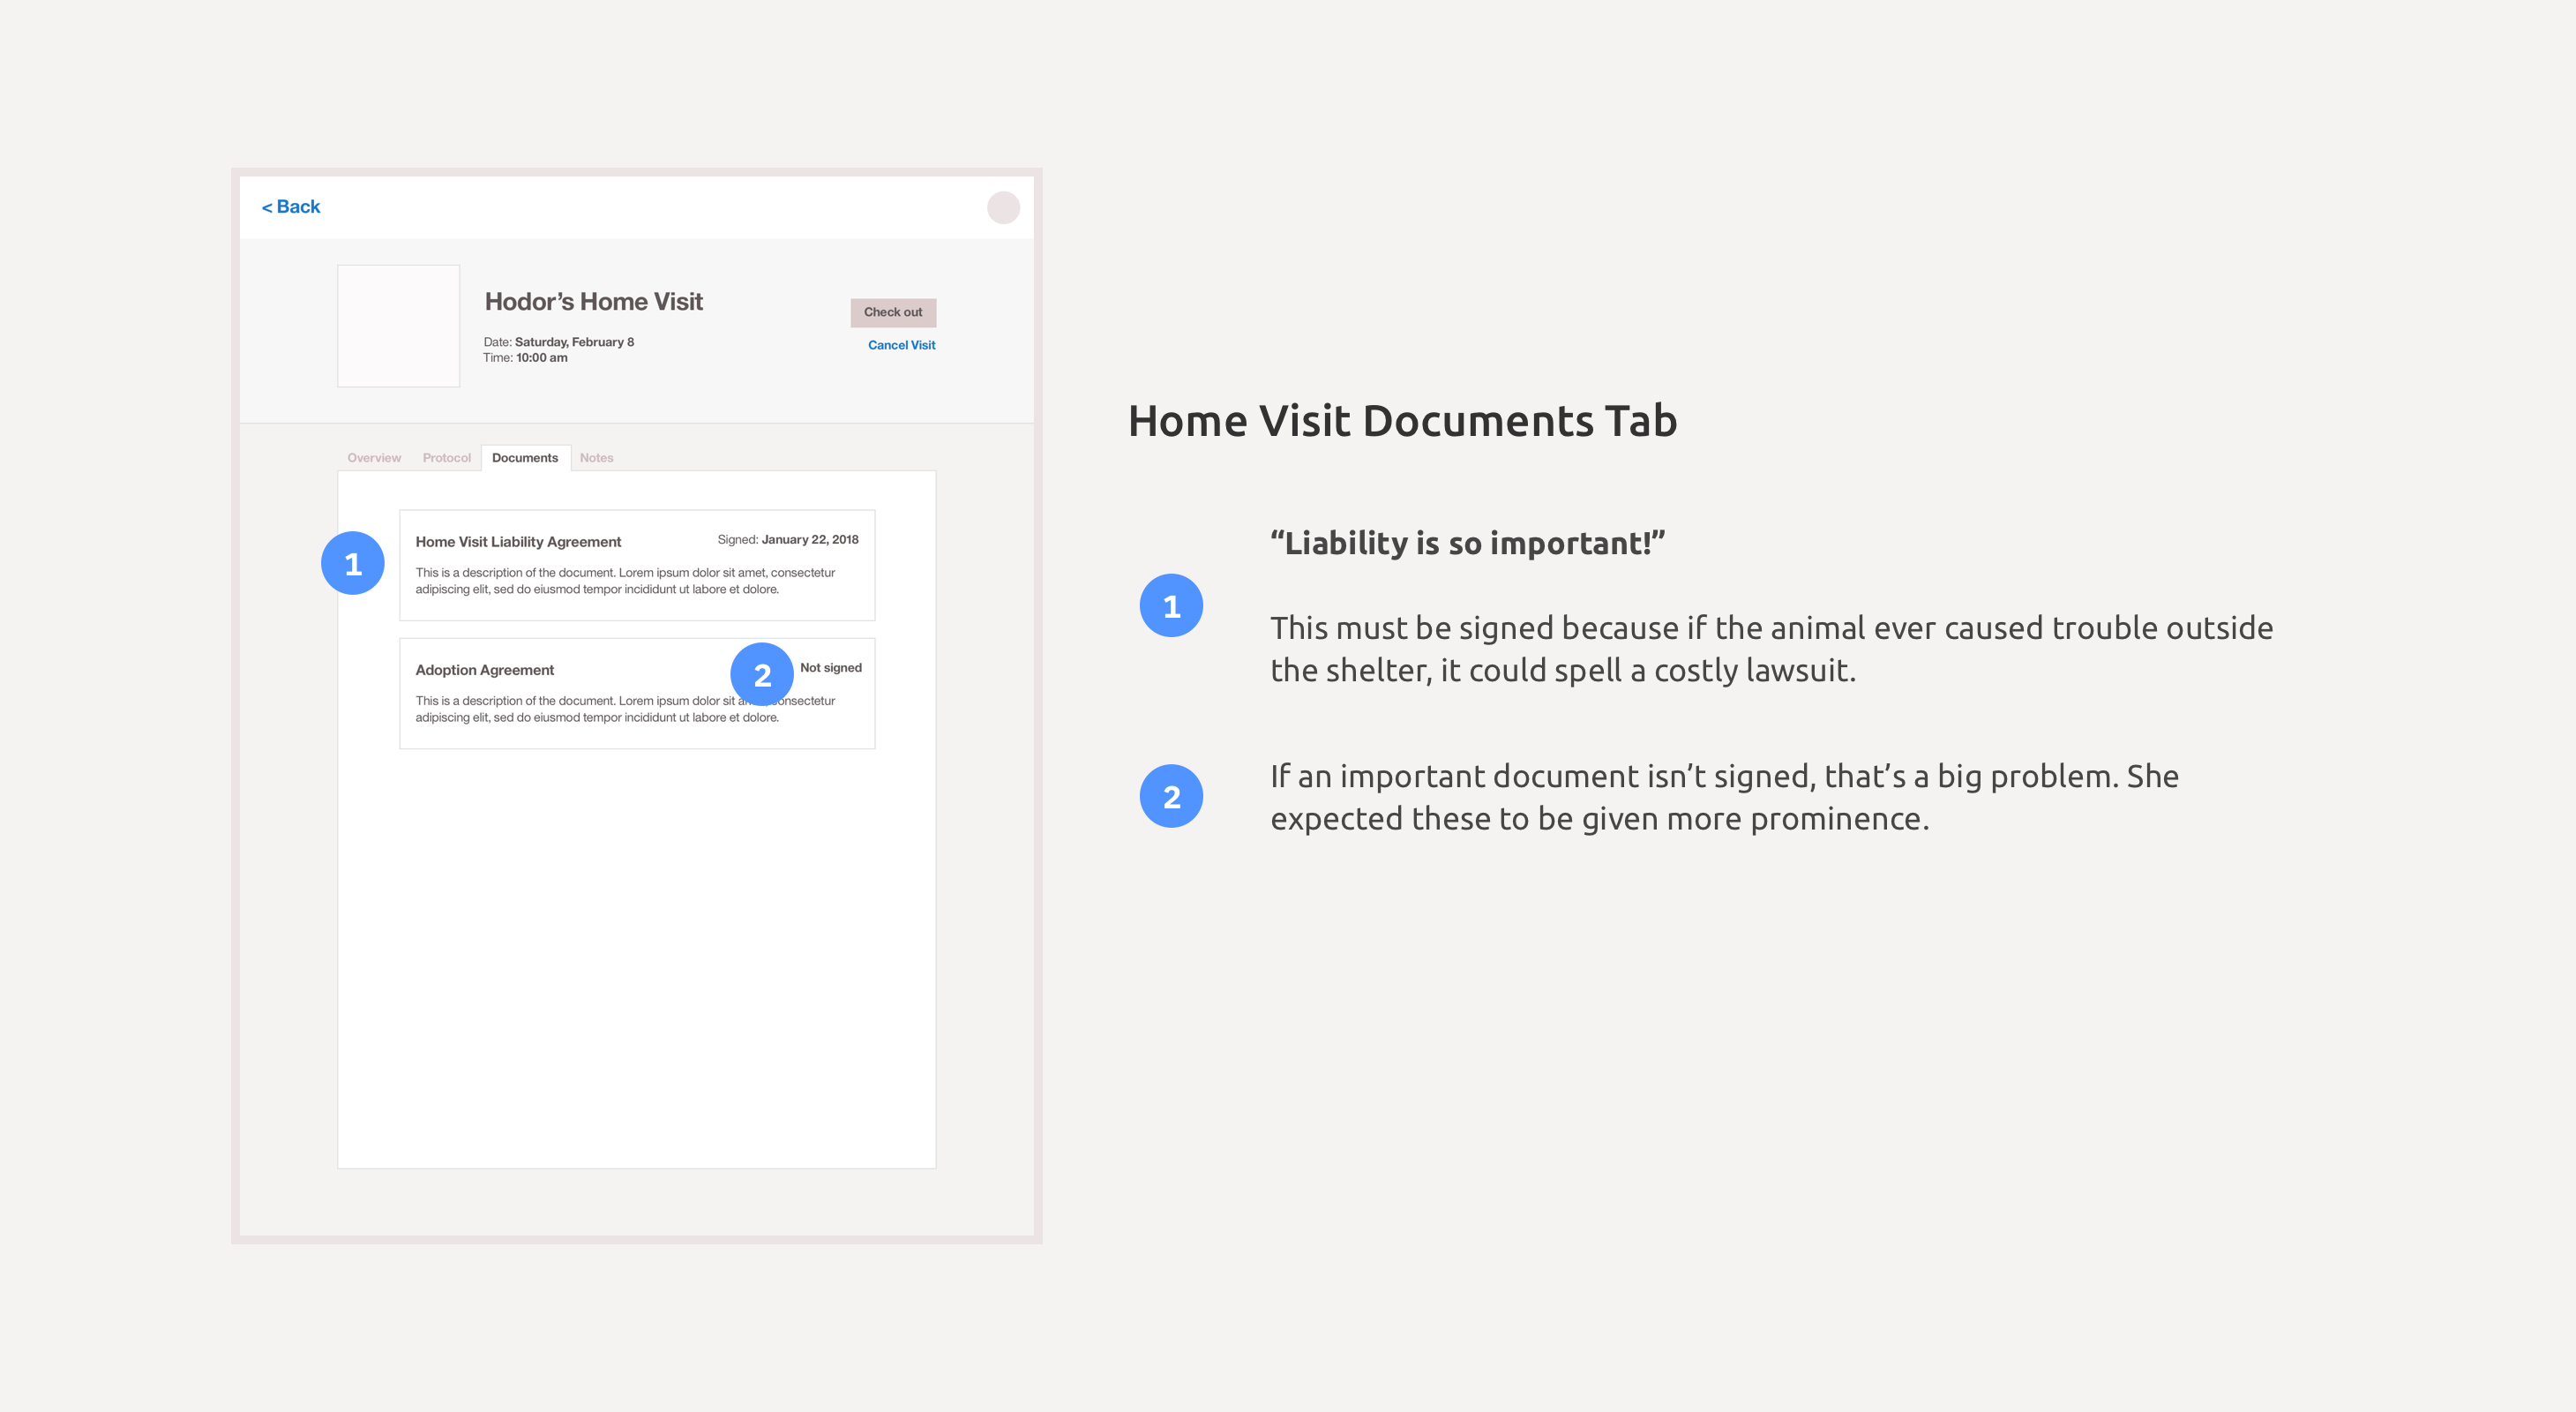 < Back
Hodor’s Home Visit
Date: Saturday, February 8
Time: 10:00 am
Check out
Cancel Visit
Overview Protocol Documents Notes
1
Home Visit Liability Agreement Signed: January 22, 2018
This is a description of the document. Lorem ipsum dolor sit amet, consectetur
adipiscing elit, sed do eiusmod tempor incididunt ut labore et dolore.
Adoption Agreement 2 Not signed
This is a description of the document. Lorem ipsum dolor sit
adipiscing elit, sed do eiusmod tempor incididunt ut labore et dolore.
Home Visit Documents Tab
“Liability is so important!”
1
This must be signed because if the animal ever caused trouble outside
the shelter, it could spell a costly lawsuit.
2
If an important document isn’t signed, that’s a big problem. She
expected these to be given more prominence.